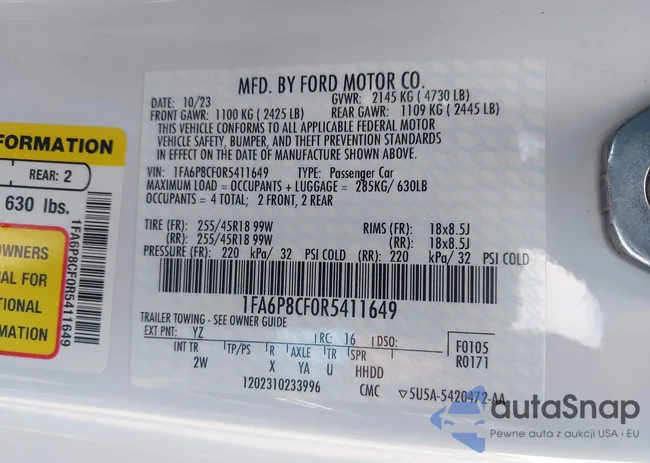 MFD. BY FORD MOTOR CO.
DATE: 10/23 GVWR: 2145 KG ( 4730 LB)
FRONT GAWR: 1100 KG ( 2425 LB) REAR GAWR: 1109 KG ( 2445 LB)
THIS VEHICLE CONFORMS TO ALL APPLICABLE FEDERAL MOTOR
VEHICLE SAFETY, BUMPER, AND THEFT PREVENTION STANDARDS
IN EFFECT ON THE DATE OF MANUFACTURE SHOWN ABOVE.
VIN: 1FA6P8CF0R5411649 TYPE: Passenger Car
MAXIMUM LOAD = OCCUPANTS + LUGGAGE = 285KG/ 630LB
OCCUPANTS = 4 TOTAL; 2 FRONT, 2 REAR
TIRE (FR): 255/45R18 99W RIMS (FR): 18x8.5J
(RR): 255/45R18 99W (RR): 18x8.5J
PRESSURE (FR): 220 kPa/ 32 PSI COLD (RR): 220 kPa/ 32 PSI COLD
1FA6P8CF0R5411649
TRAILER TOWING - SEE OWNER GUIDE
EXT PNT: YZ RC: 16 DSO: F0105
R0171
INT TR TP/PS R AXLE TR SPR
2W X YA U HHDD
1202310233996 CMC 5U5A-5420472-AA
FORMATION
REAR: 2
630 lbs.
1FA6P8CF0R5411649
OWNERS
AL FOR
TIONAL
RMATION
autaSnap
Pewne auta z aukcji USA i EU